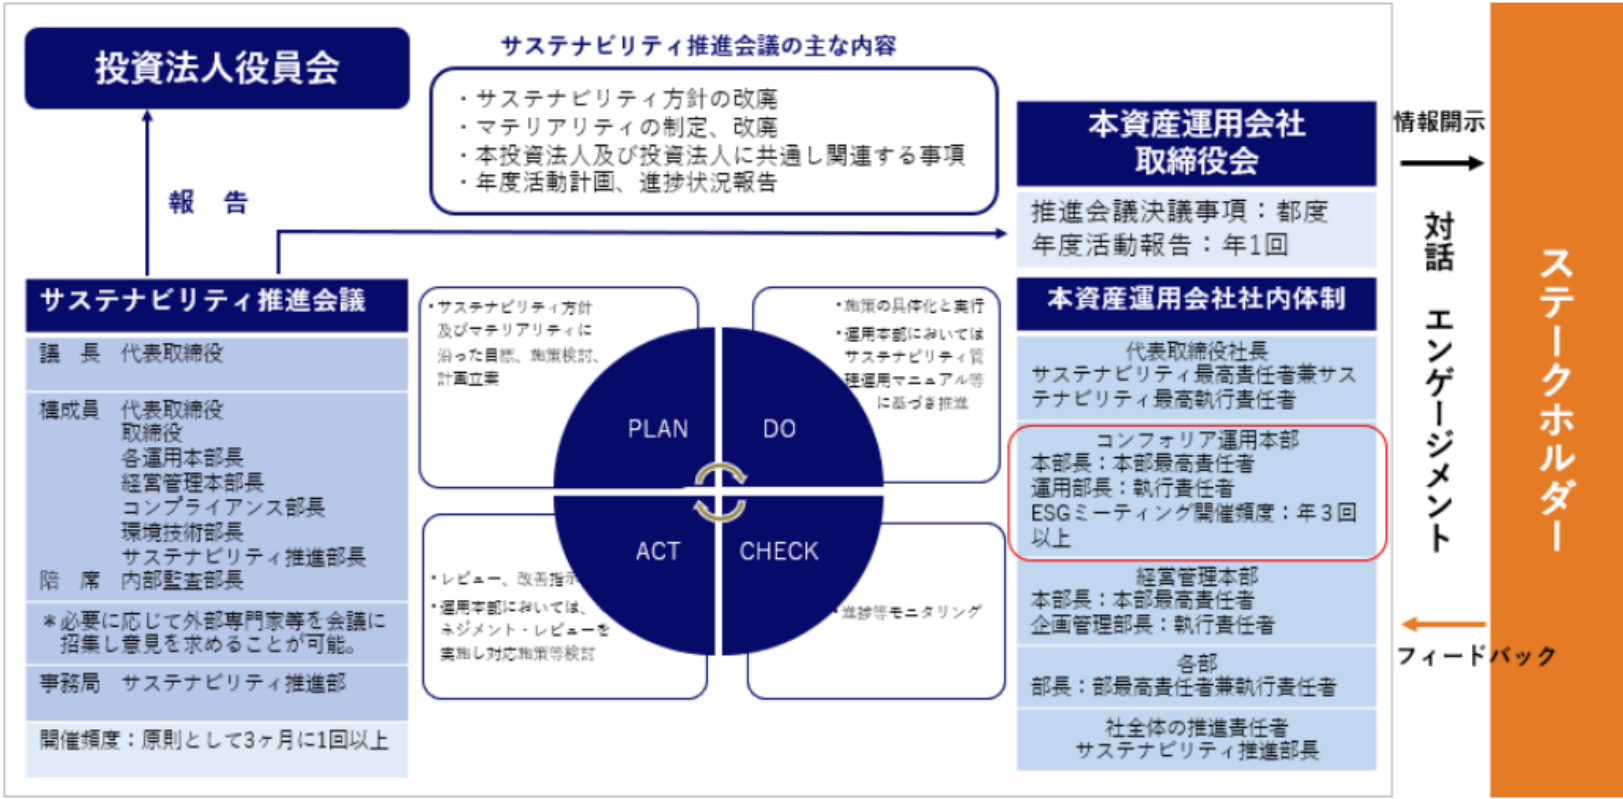 投資法人役員会
報 告
サステナビリティ推進会議の主な内容
・サステナビリティ方針の改廃
・マテリアリティの制定、改廃
・本投資法人及び投資法人に共通し関連する事項
・年度活動計画、進捗状況報告
本資産運用会社
取締役会
推進会議決議事項：都度
年度活動報告：年1回
サステナビリティ推進会議
議 長 代表取締役
構成員 代表取締役
取締役
各運用本部長
経営管理本部長
コンプライアンス部長
環境技術部長
サステナビリティ推進部長
陪 席 内部監査部長
＊必要に応じて外部専門家等を会議に
招集し意見を求めることが可能。
事務局 サステナビリティ推進部
開催頻度：原則として3ヶ月に1回以上
・サステナビリティ方針
及びマテリアリティに
沿った目標、施策検討、
計画立案
・施策の具体化と実行
・運用本部においては
サステナビリティ管
理運用マニュアル等
に基づき推進
PLAN
DO
ACT
CHECK
・レビュー、改善指示
・運用本部においては、
ネジメント・レビューを
実施し対応施策等検討
・進捗等モニタリング
本資産運用会社社内体制
代表取締役社長
サステナビリティ最高責任者兼サス
テナビリティ最高執行責任者
コンフォリア運用本部
本部長：本部最高責任者
運用部長：執行責任者
ESGミーティング開催頻度：年３回
以上
経営管理本部
本部長：本部最高責任者
企画管理部長：執行責任者
各部
部長：部最高責任者兼執行責任者
社全体の推進責任者
サステナビリティ推進部長
情報開示
対話 エンゲージメント
フィードバック
ステークホルダー